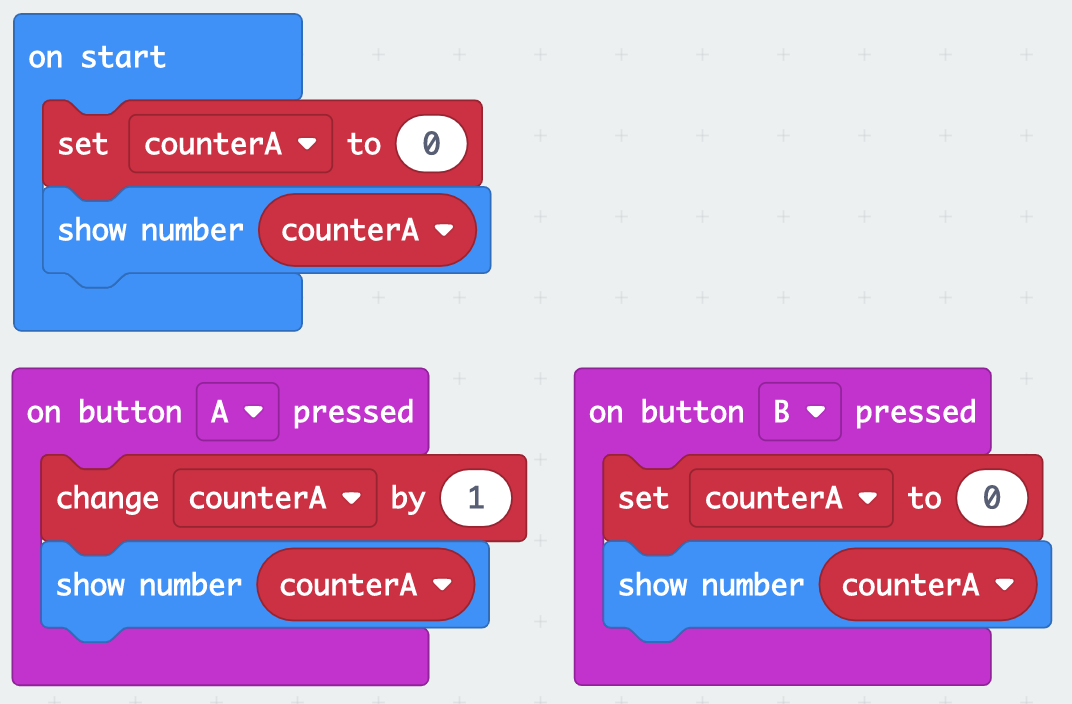 on start
set counterA to 0
show number counterA
on button A pressed
change counterA by 1
show number counterA
on button B pressed
set counterA to 0
show number counterA